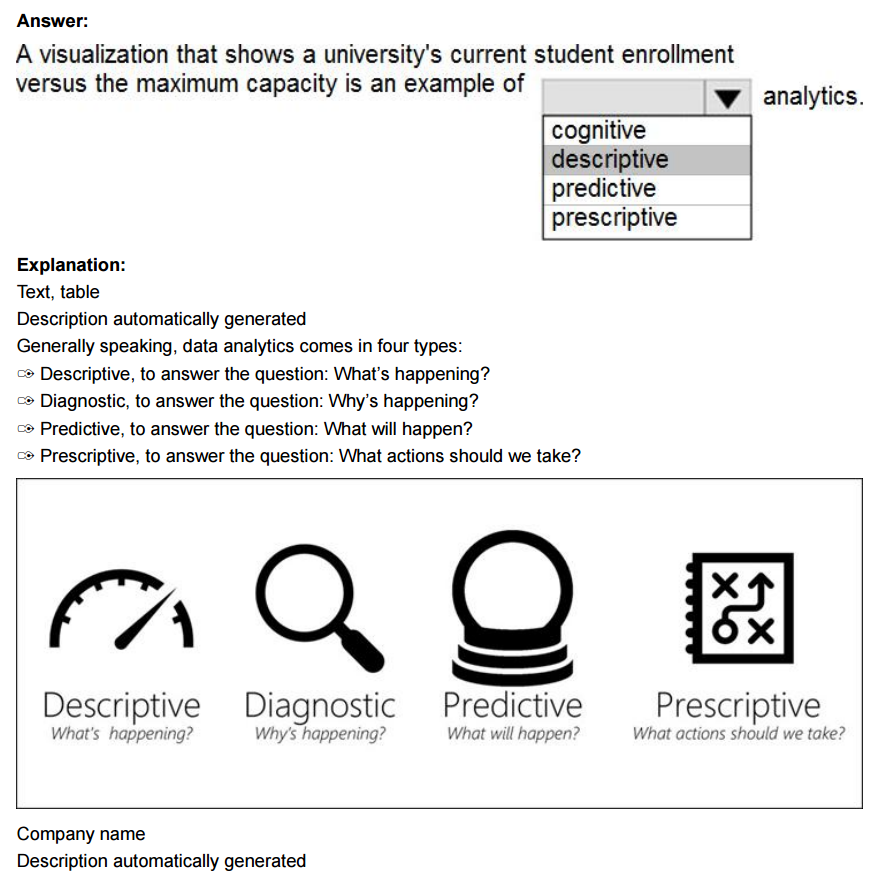 Answer:
A visualization that shows a university's current student enrollment
versus the maximum capacity is an example of
analytics.
cognitive
descriptive
predictive
prescriptive
Explanation:
Text, table
Description automatically generated
Generally speaking, data analytics comes in four types:
Descriptive, to answer the question: What’s happening?
Diagnostic, to answer the question: Why’s happening?
Predictive, to answer the question: What will happen?
Prescriptive, to answer the question: What actions should we take?
Descriptive
What's happening?
Diagnostic
Why's happening?
Predictive
What will happen?
Prescriptive
What actions should we take?
Company name
Description automatically generated